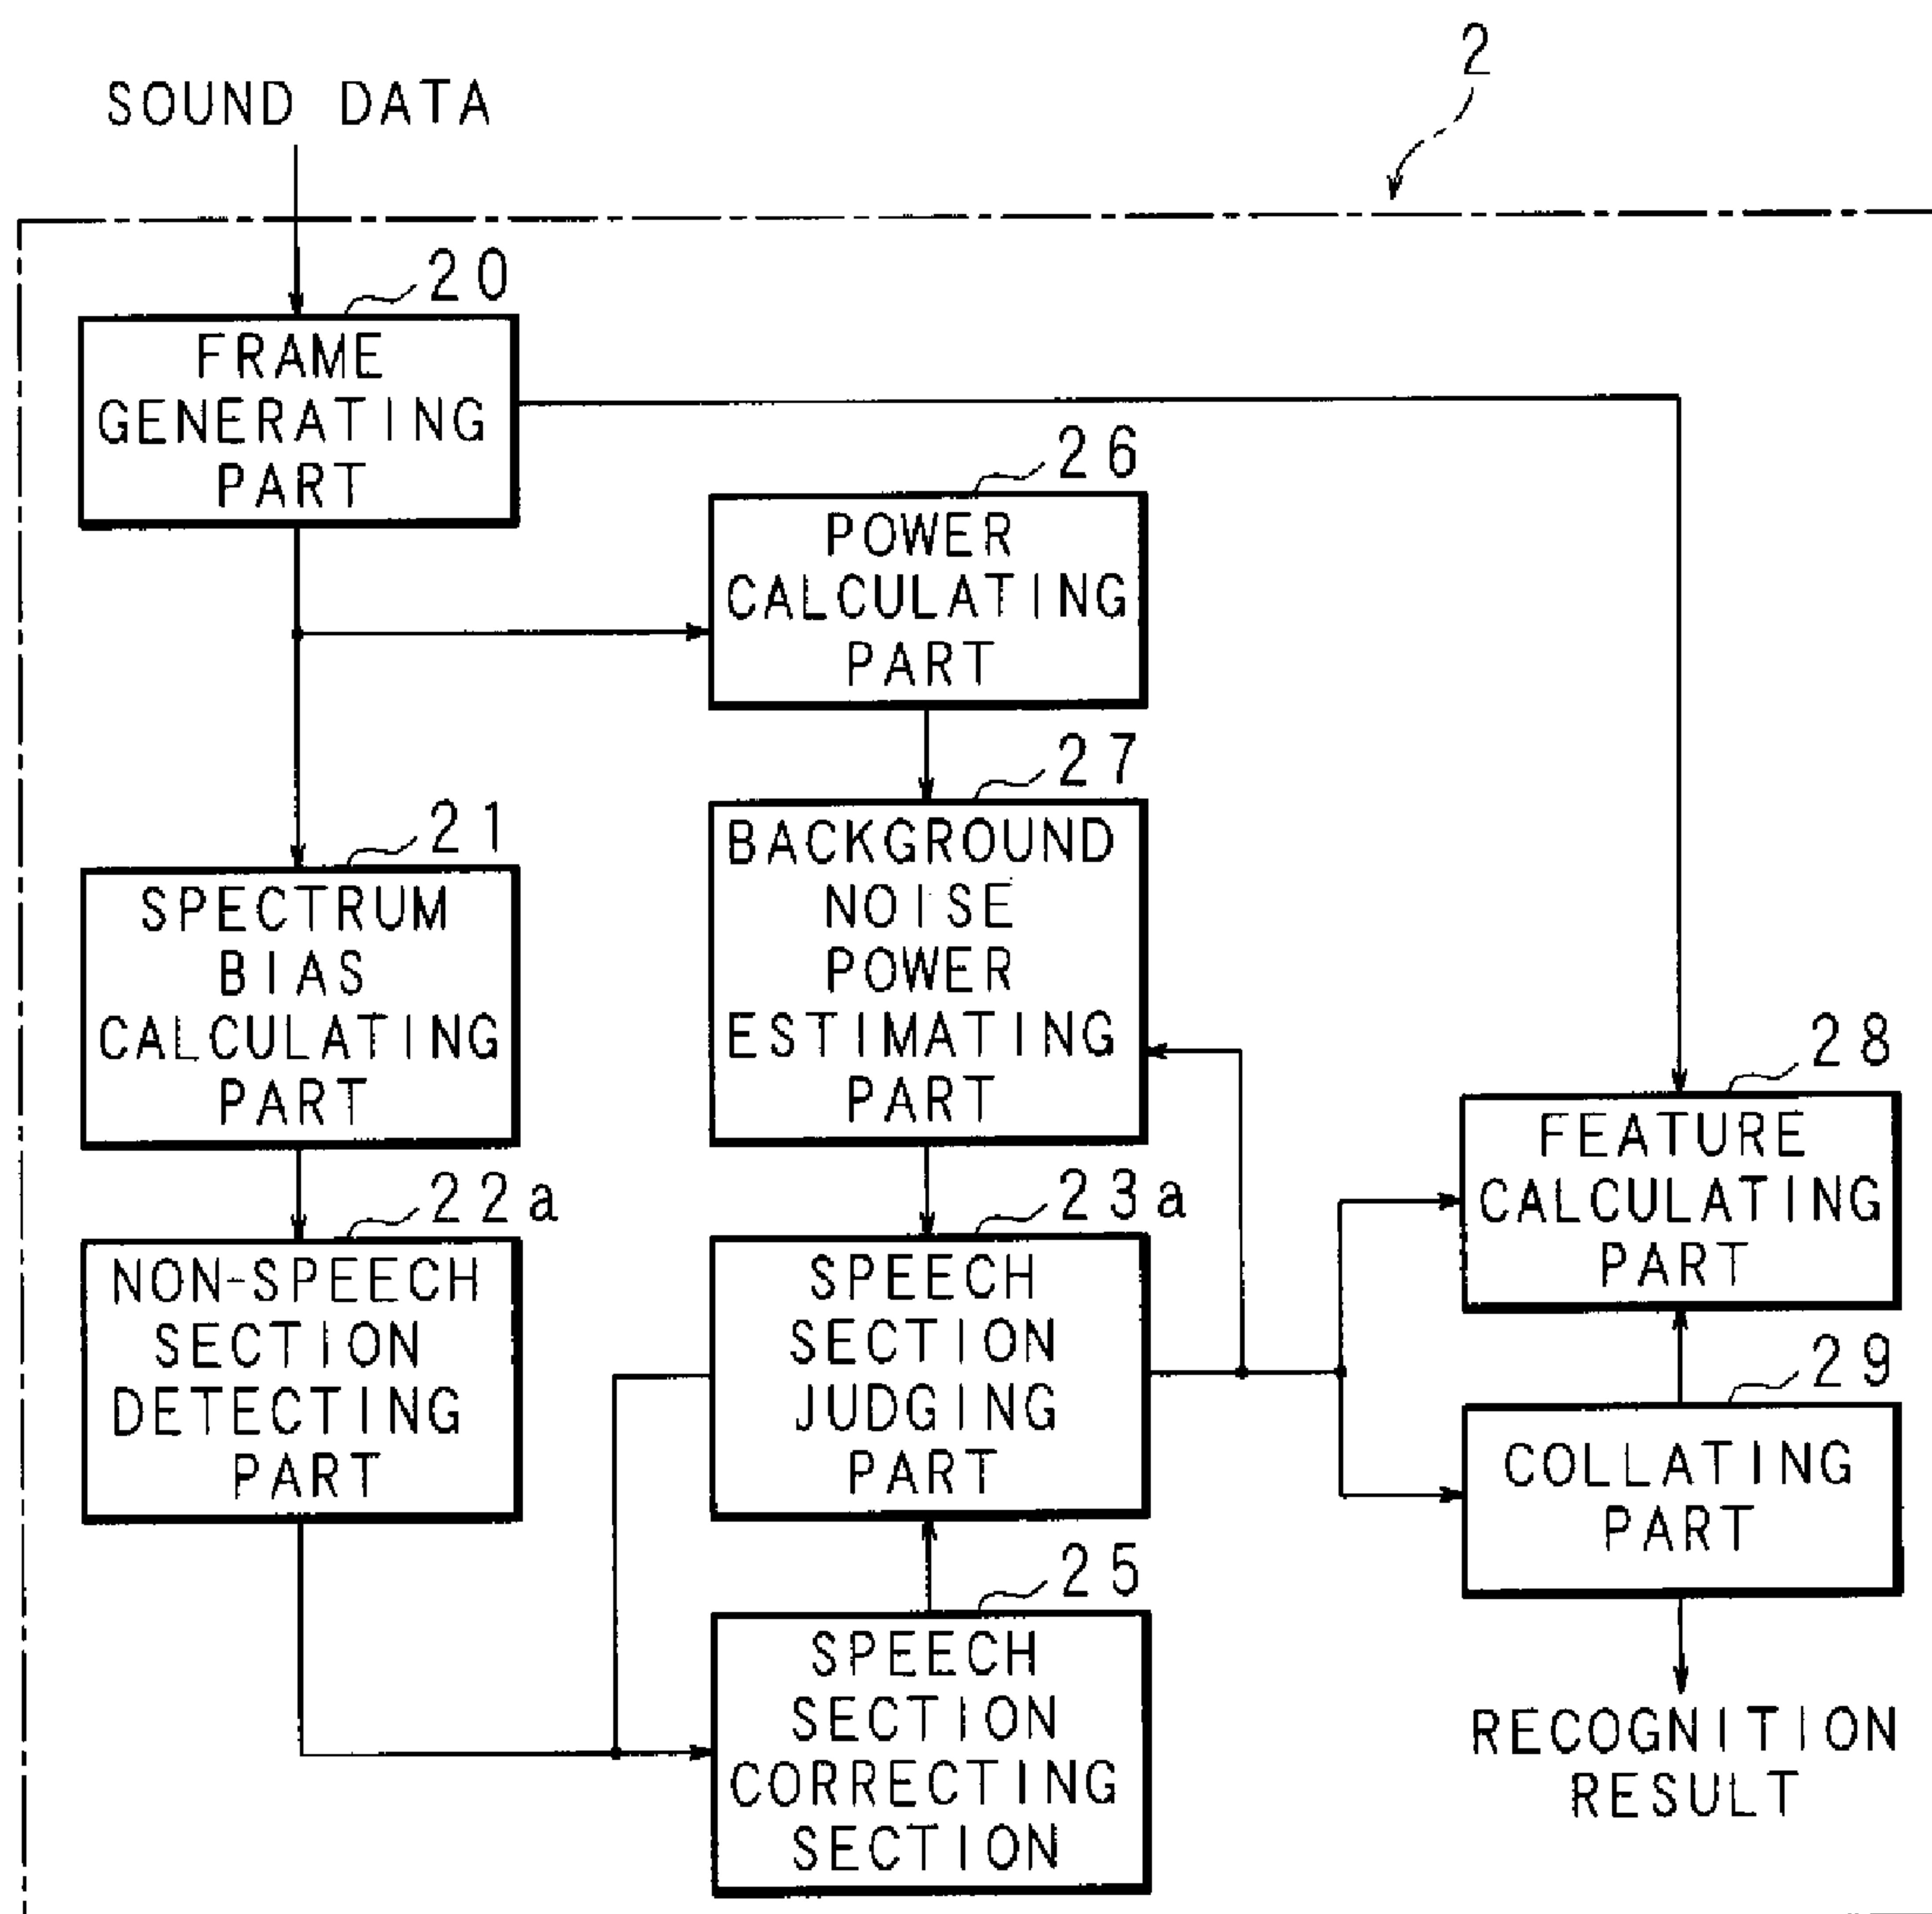 2
SOUND DATA
20
FRAME
GENERATING
PART
26
POWER
CALCULATING
PART
27
BACKGROUND
NOISE
POWER
ESTIMATING
PART
21
SPECTRUM
BIAS
CALCULATING
PART
28
FEATURE
CALCULATING
PART
22a
NON-SPEECH
SECTION
DETECTING
PART
23a
SPEECH
SECTION
JUDGING
PART
29
COLLATING
PART
25
SPEECH
SECTION
CORRECTING
SECTION
RECOGNITION
RESULT